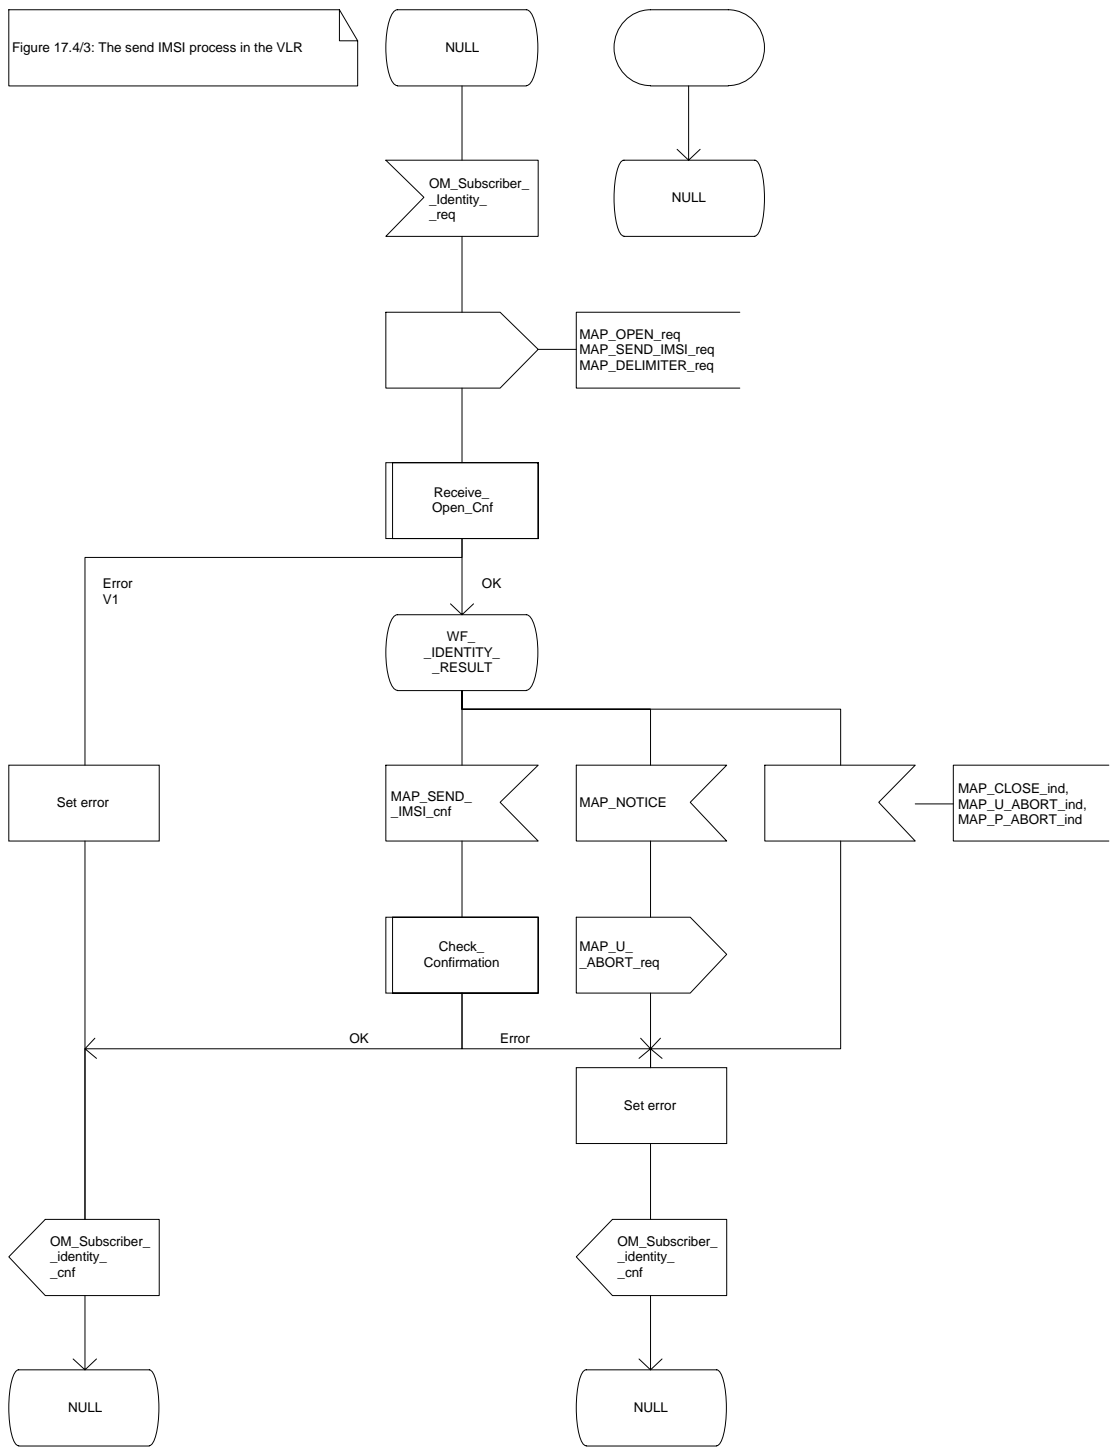 Figure 17.4/3: The send IMSI process in the VLR
NULL
OM_Subscriber_
_Identity_
_req
NULL
MAP_OPEN_req
MAP_SEND_IMSI_req
MAP_DELIMITER_req
Receive_
Open_Cnf
Error
V1
OK
WF_
_IDENTITY_
_RESULT
Set error
MAP_SEND_
_IMSI_cnf
MAP_NOTICE
MAP_CLOSE_ind,
MAP_U_ABORT_ind,
MAP_P_ABORT_ind
Check_
Confirmation
MAP_U_
_ABORT_req
OK
Error
Set error
OM_Subscriber_
_identity_
_cnf
OM_Subscriber_
_identity_
_cnf
NULL
NULL